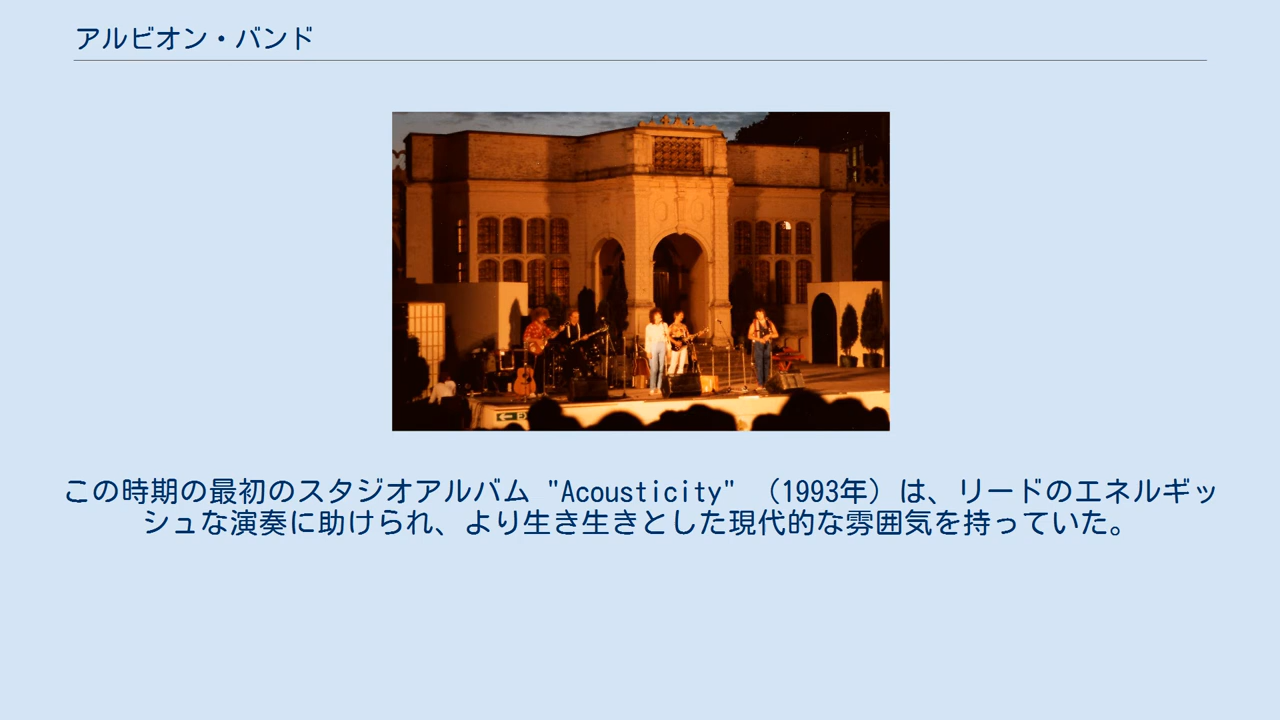 アルビオン・バンド
この時期の最初のスタジオアルバム "Acousticity" （1993年）は、リードのエネルギッ
シュな演奏に助けられ、より生き生きとした現代的な雰囲気を持っていた。